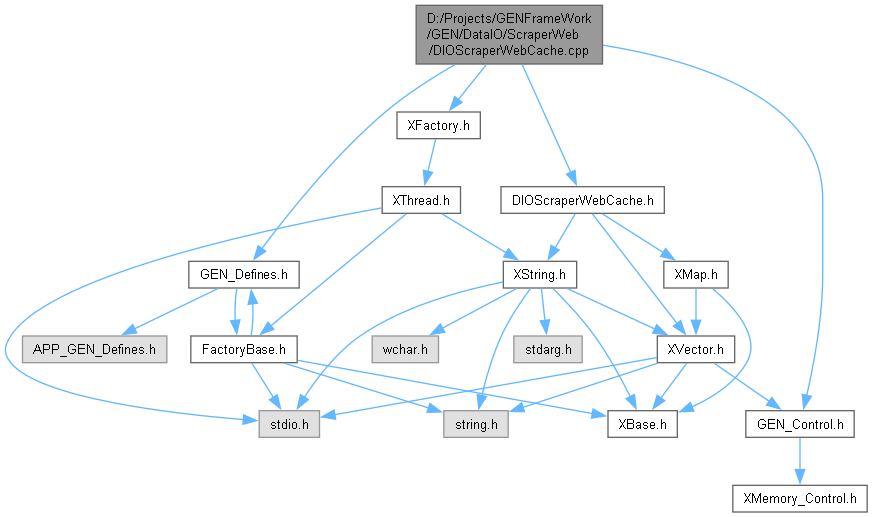 D:/Projects/GENFrameWork
/GEN/DataIO/ScraperWeb
/DIOScraperWebCache.cpp
XFactory.h
XThread.h
DIOScraperWebCache.h
GEN_Defines.h
XString.h
XMap.h
APP_GEN_Defines.h
FactoryBase.h
wchar.h
stdarg.h
XVector.h
stdio.h
string.h
XBase.h
GEN_Control.h
XMemory_Control.h